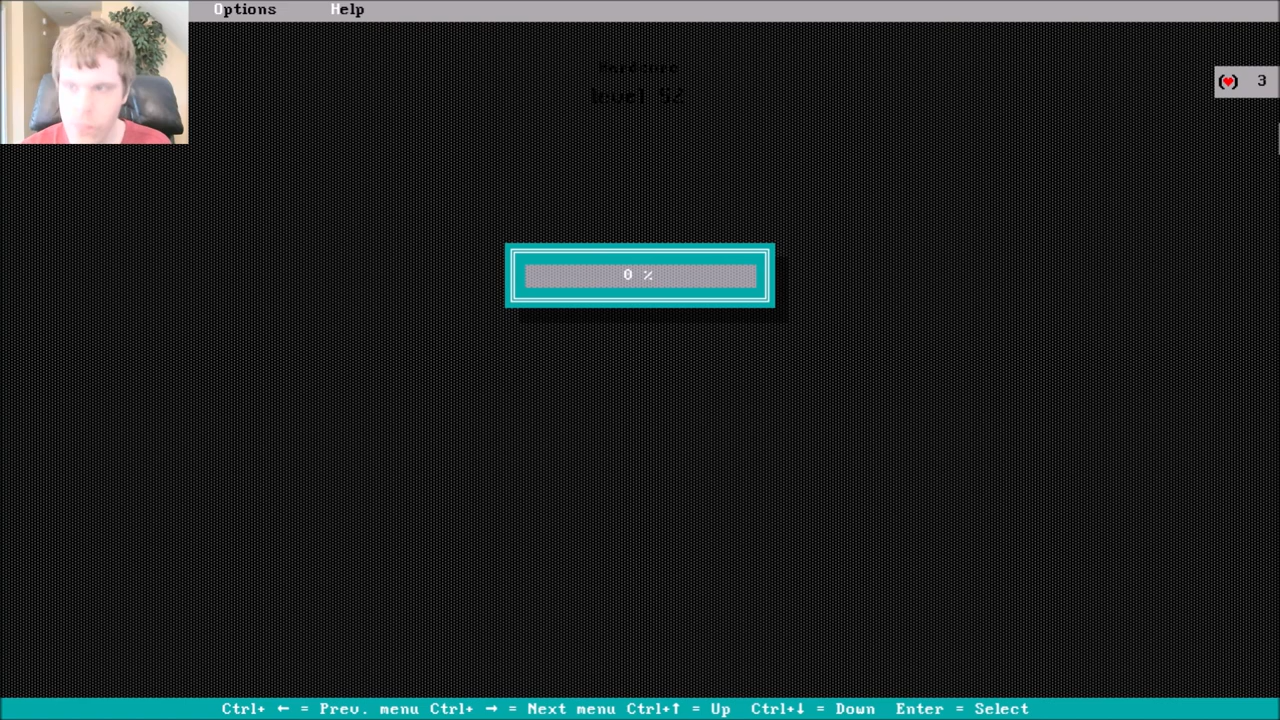 Options Help
Hardcore
level 52
3
0 %
Ctrl+ ← = Prev. menu Ctrl+ → = Next menu Ctrl+↑ = Up Ctrl+↓ = Down Enter = Select